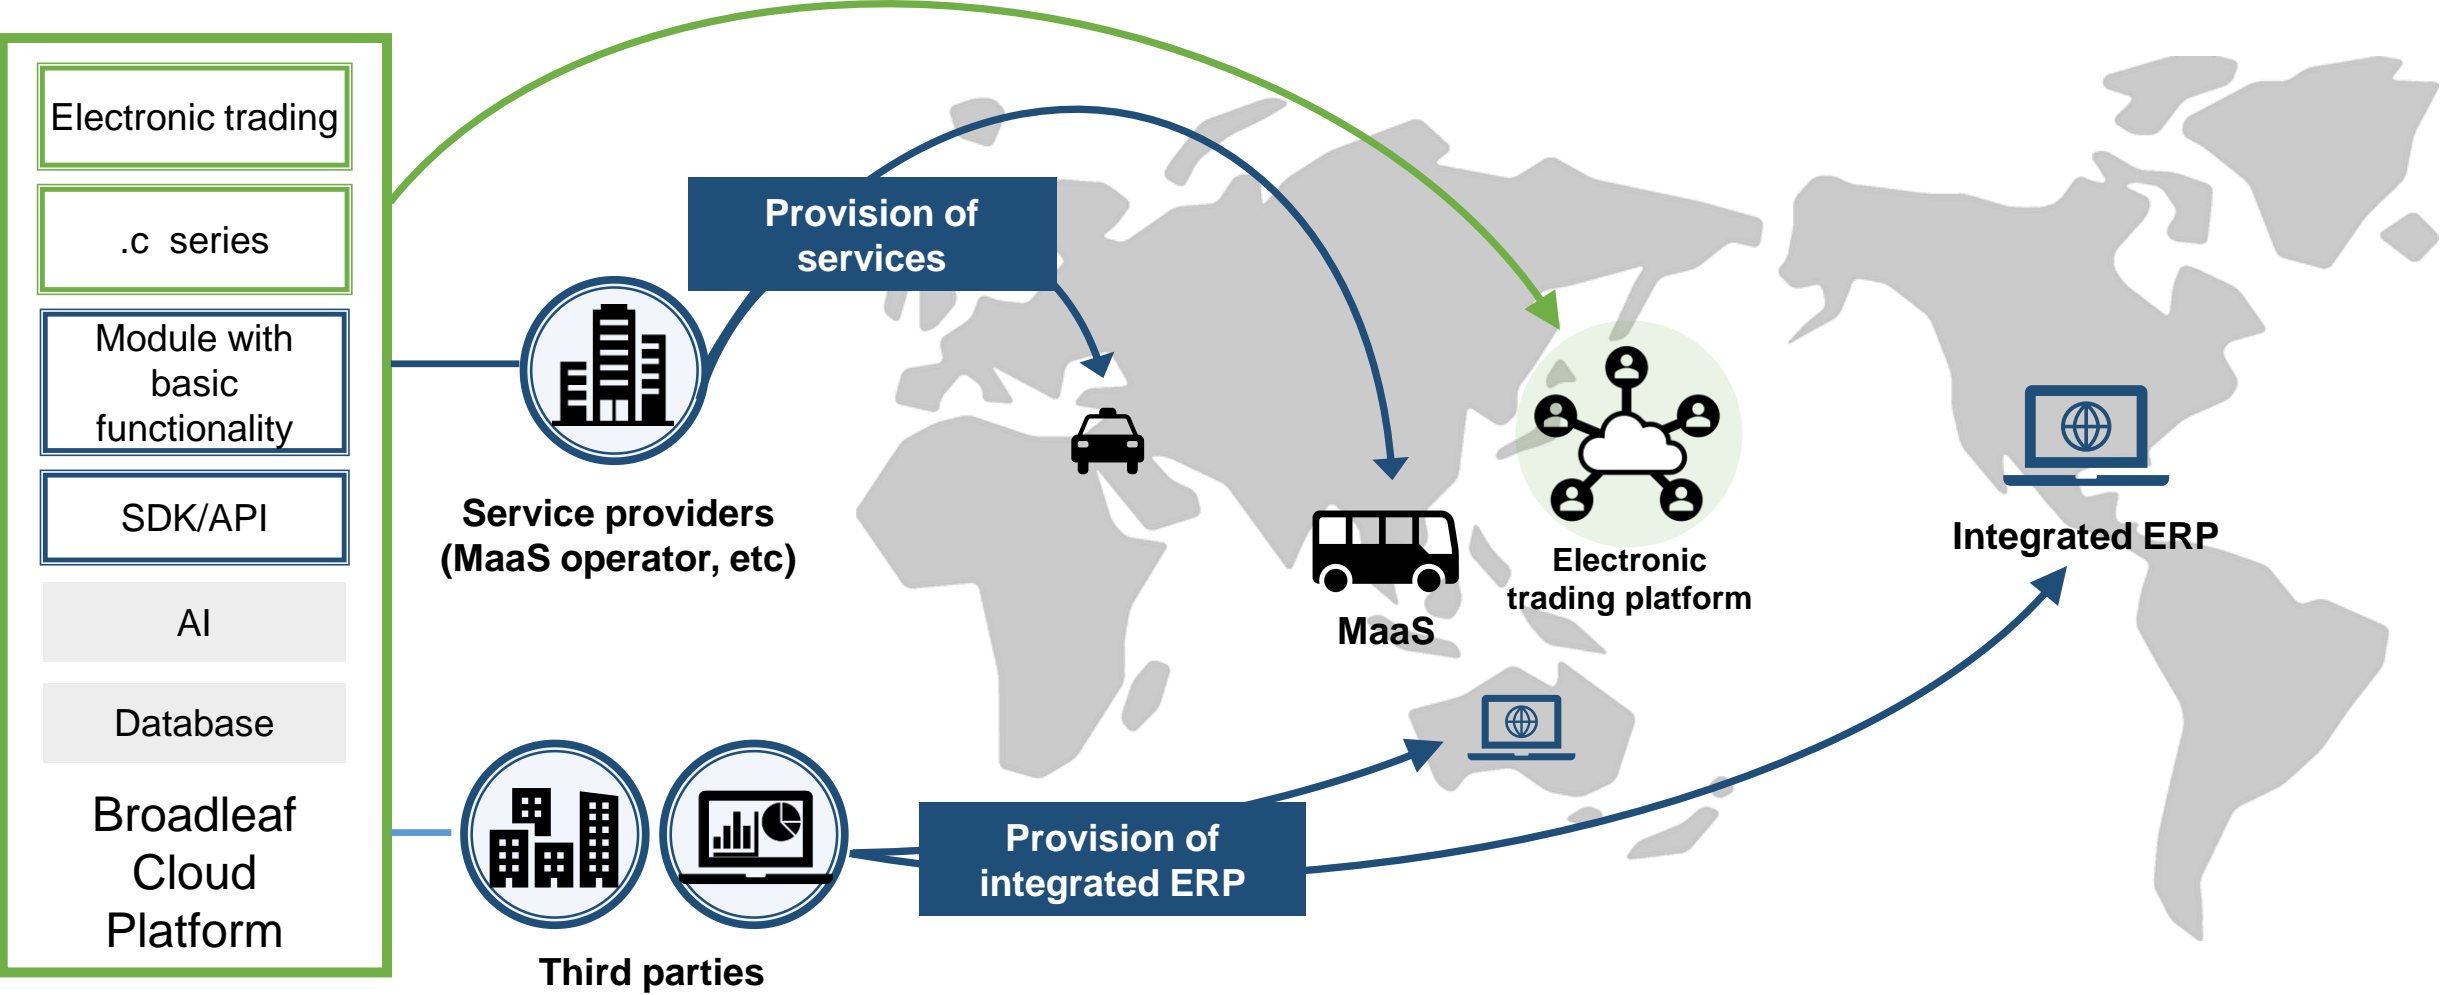 Electronic trading
.c series
Module with
basic
functionality
SDK/API
AI
Database
Broadleaf
Cloud
Platform
Provision of
services
Service providers
(MaaS operator, etc)
MaaS
Electronic
trading platform
Integrated ERP
Provision of
integrated ERP
Third parties